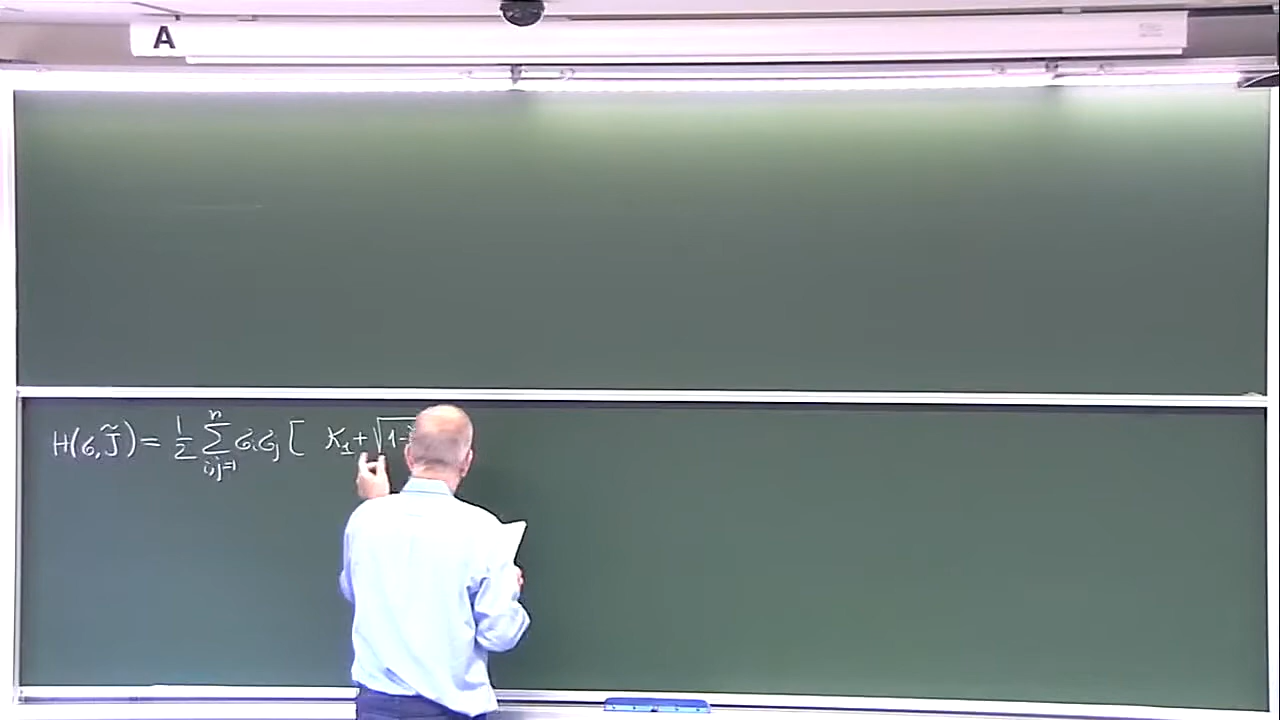 A
H(σ, J̃) = 1/2 Σ_{i,j=1}^{n} σ_i σ_j [ K_1 + √1-